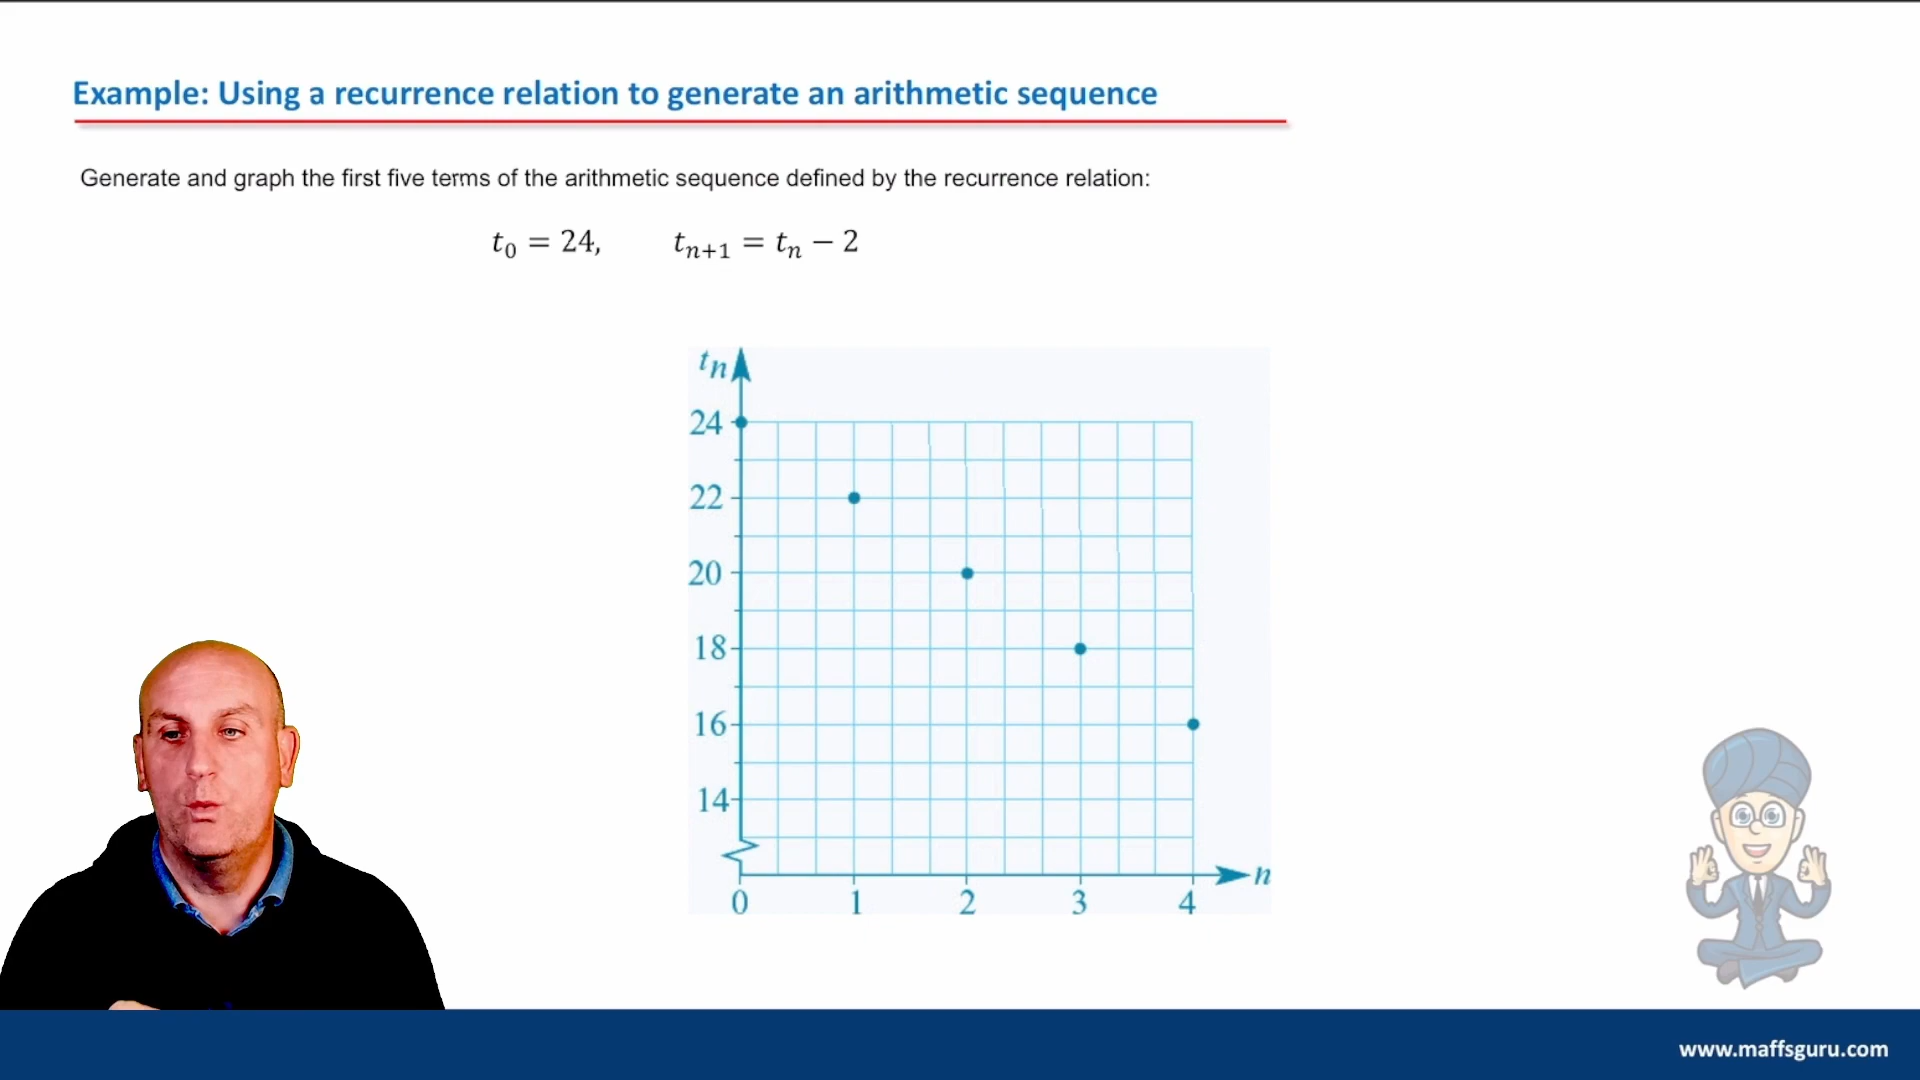 Example: Using a recurrence relation to generate an arithmetic sequence
Generate and graph the first five terms of the arithmetic sequence defined by the recurrence relation:
t₀ = 24, tₙ₊₁ = tₙ − 2
tₙ
24
22
20
18
16
14
0 1 2 3 4 n
www.maffsguru.com